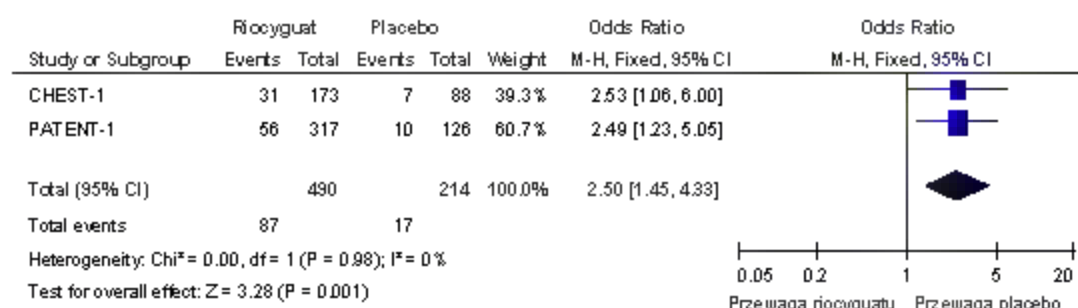 Riocyguat Placebo Odds Ratio Odds Ratio
Study or Subgroup Events Total Events Total Weight M-H, Fixed, 95% CI M-H, Fixed, 95% CI
CHEST-1 31 173 7 88 39.3% 2.53 [1.06, 6.00]
PATENT-1 56 317 10 126 60.7% 2.49 [1.23, 5.05]
Total (95% CI) 490 214 100.0% 2.50 [1.45, 4.33]
Total events 87 17
Heterogeneity: Chi² = 0.00, df = 1 (P = 0.98); I² = 0%
Test for overall effect: Z = 3.28 (P = 0.001)
0.05 0.2 1 5 20
Przewaga riocyguatu Przewaga placebo